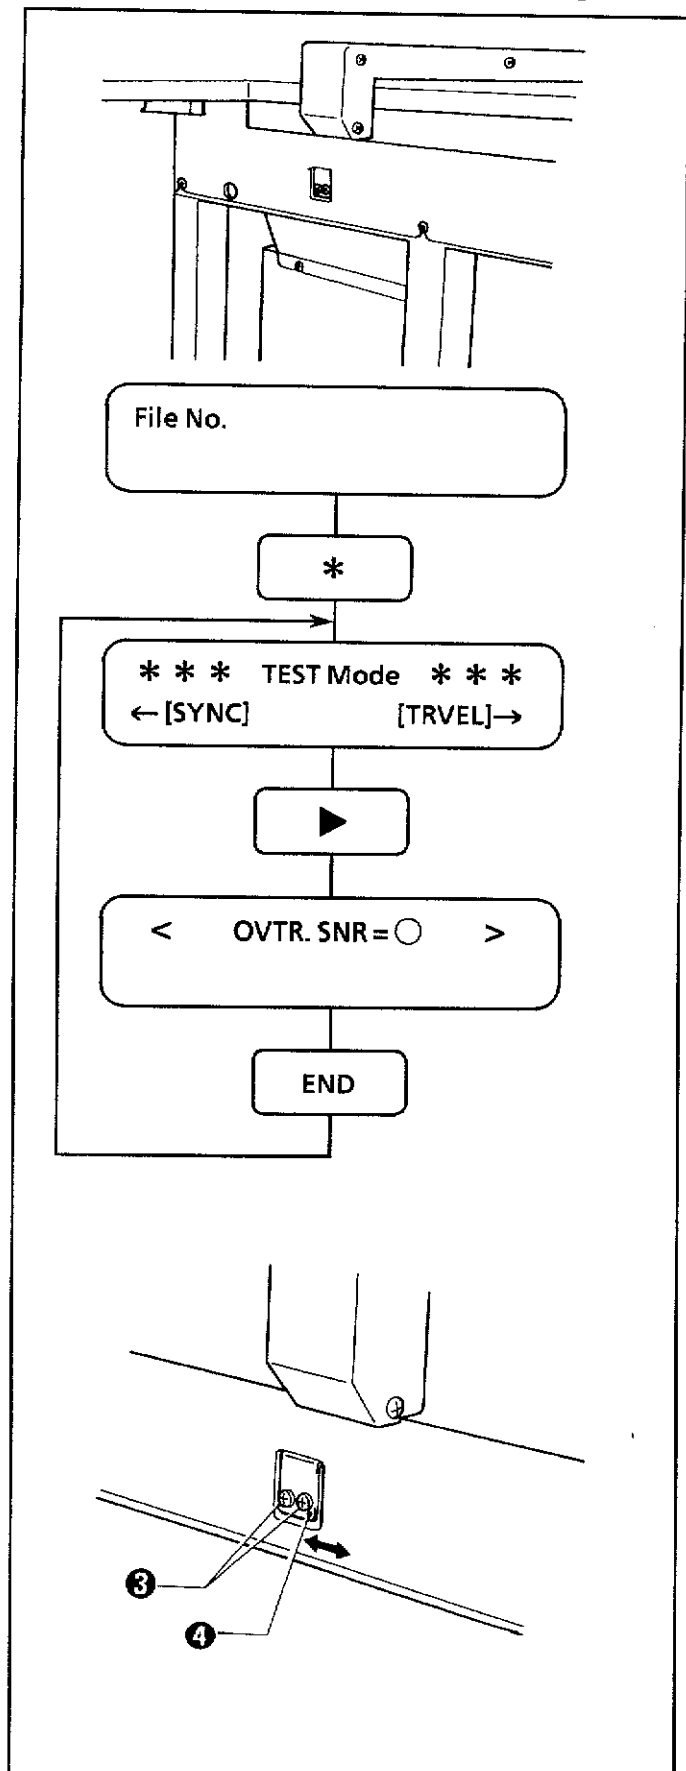 File No.
*
* * * TEST Mode * * *
← [SYNC] [TRVEL]→
▶
< OVTR. SNR = ○ >
END
❸
❹